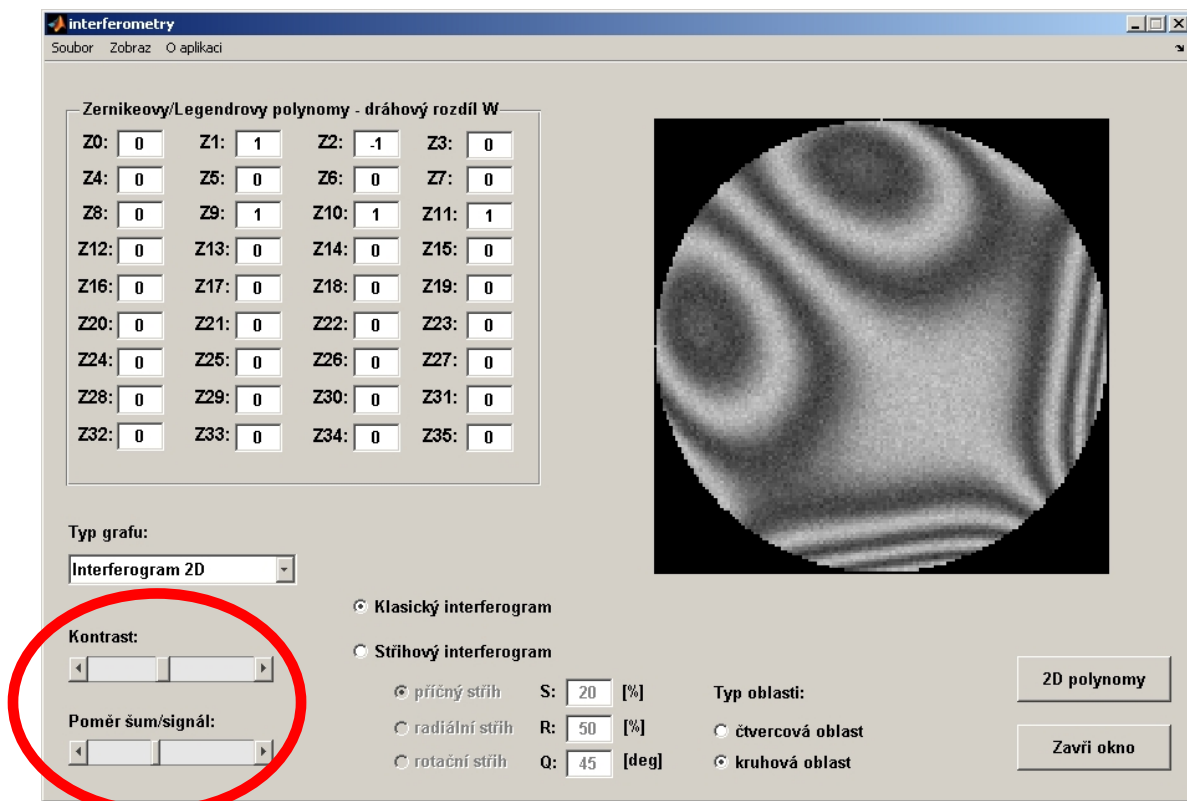 interferometry
Soubor Zobraz O aplikaci
Zernikeovy/Legendrovy polynomy - dráhový rozdíl W
Z0: 0 Z1: 1 Z2: -1 Z3: 0
Z4: 0 Z5: 0 Z6: 0 Z7: 0
Z8: 0 Z9: 1 Z10: 1 Z11: 1
Z12: 0 Z13: 0 Z14: 0 Z15: 0
Z16: 0 Z17: 0 Z18: 0 Z19: 0
Z20: 0 Z21: 0 Z22: 0 Z23: 0
Z24: 0 Z25: 0 Z26: 0 Z27: 0
Z28: 0 Z29: 0 Z30: 0 Z31: 0
Z32: 0 Z33: 0 Z34: 0 Z35: 0
Typ grafu:
Interferogram 2D
Kontrast:
Poměr šum/signál:
Klasický interferogram
Střihový interferogram
příčný střih S: 20 [%]
radiální střih R: 50 [%]
rotační střih Q: 45 [deg]
Typ oblasti:
čtvercová oblast
kruhová oblast
2D polynomy
Zavři okno